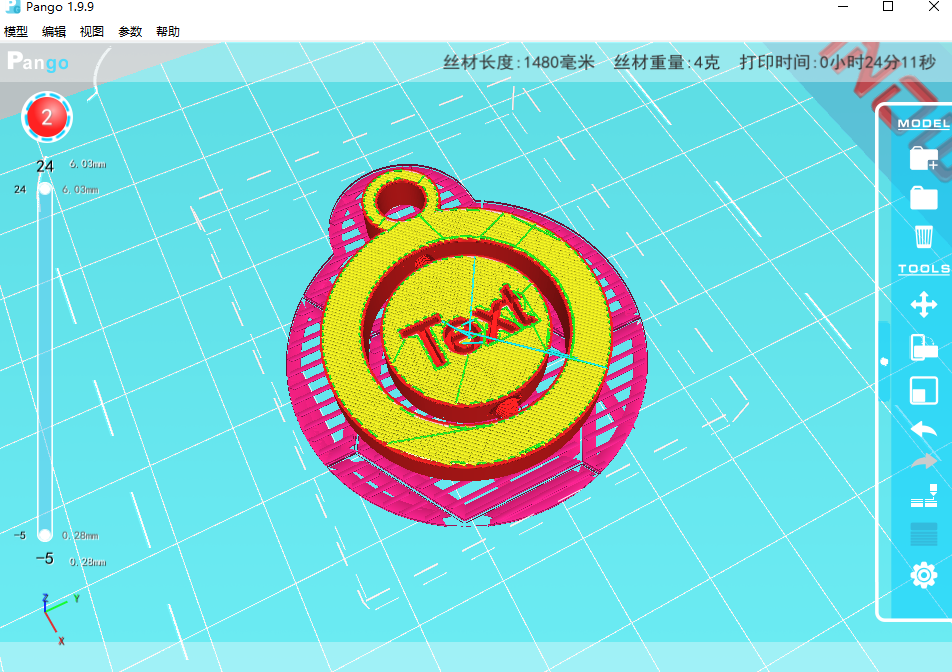 Pango 1.9.9
模型 编辑 视图 参数 帮助
Pango
丝材长度:1480毫米 丝材重量:4克 打印时间:0小时24分11秒
2
MODEL
24 6.03mm
24 6.03mm
TOOLS
Text
-5 0.28mm
-5 0.28mm
Z
Y
X